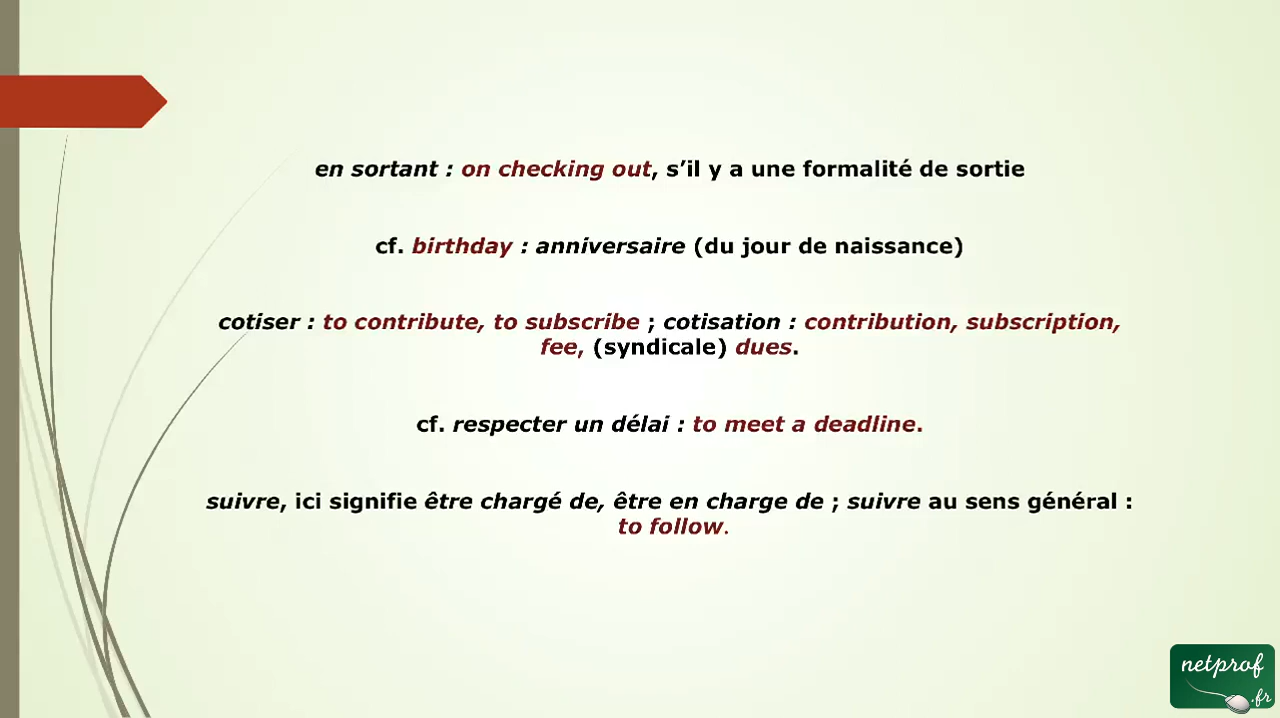 en sortant : on checking out, s’il y a une formalité de sortie
cf. birthday : anniversaire (du jour de naissance)
cotiser : to contribute, to subscribe ; cotisation : contribution, subscription,
fee, (syndicale) dues.
cf. respecter un délai : to meet a deadline.
suivre, ici signifie être chargé de, être en charge de ; suivre au sens général :
to follow.
netprof
.fr